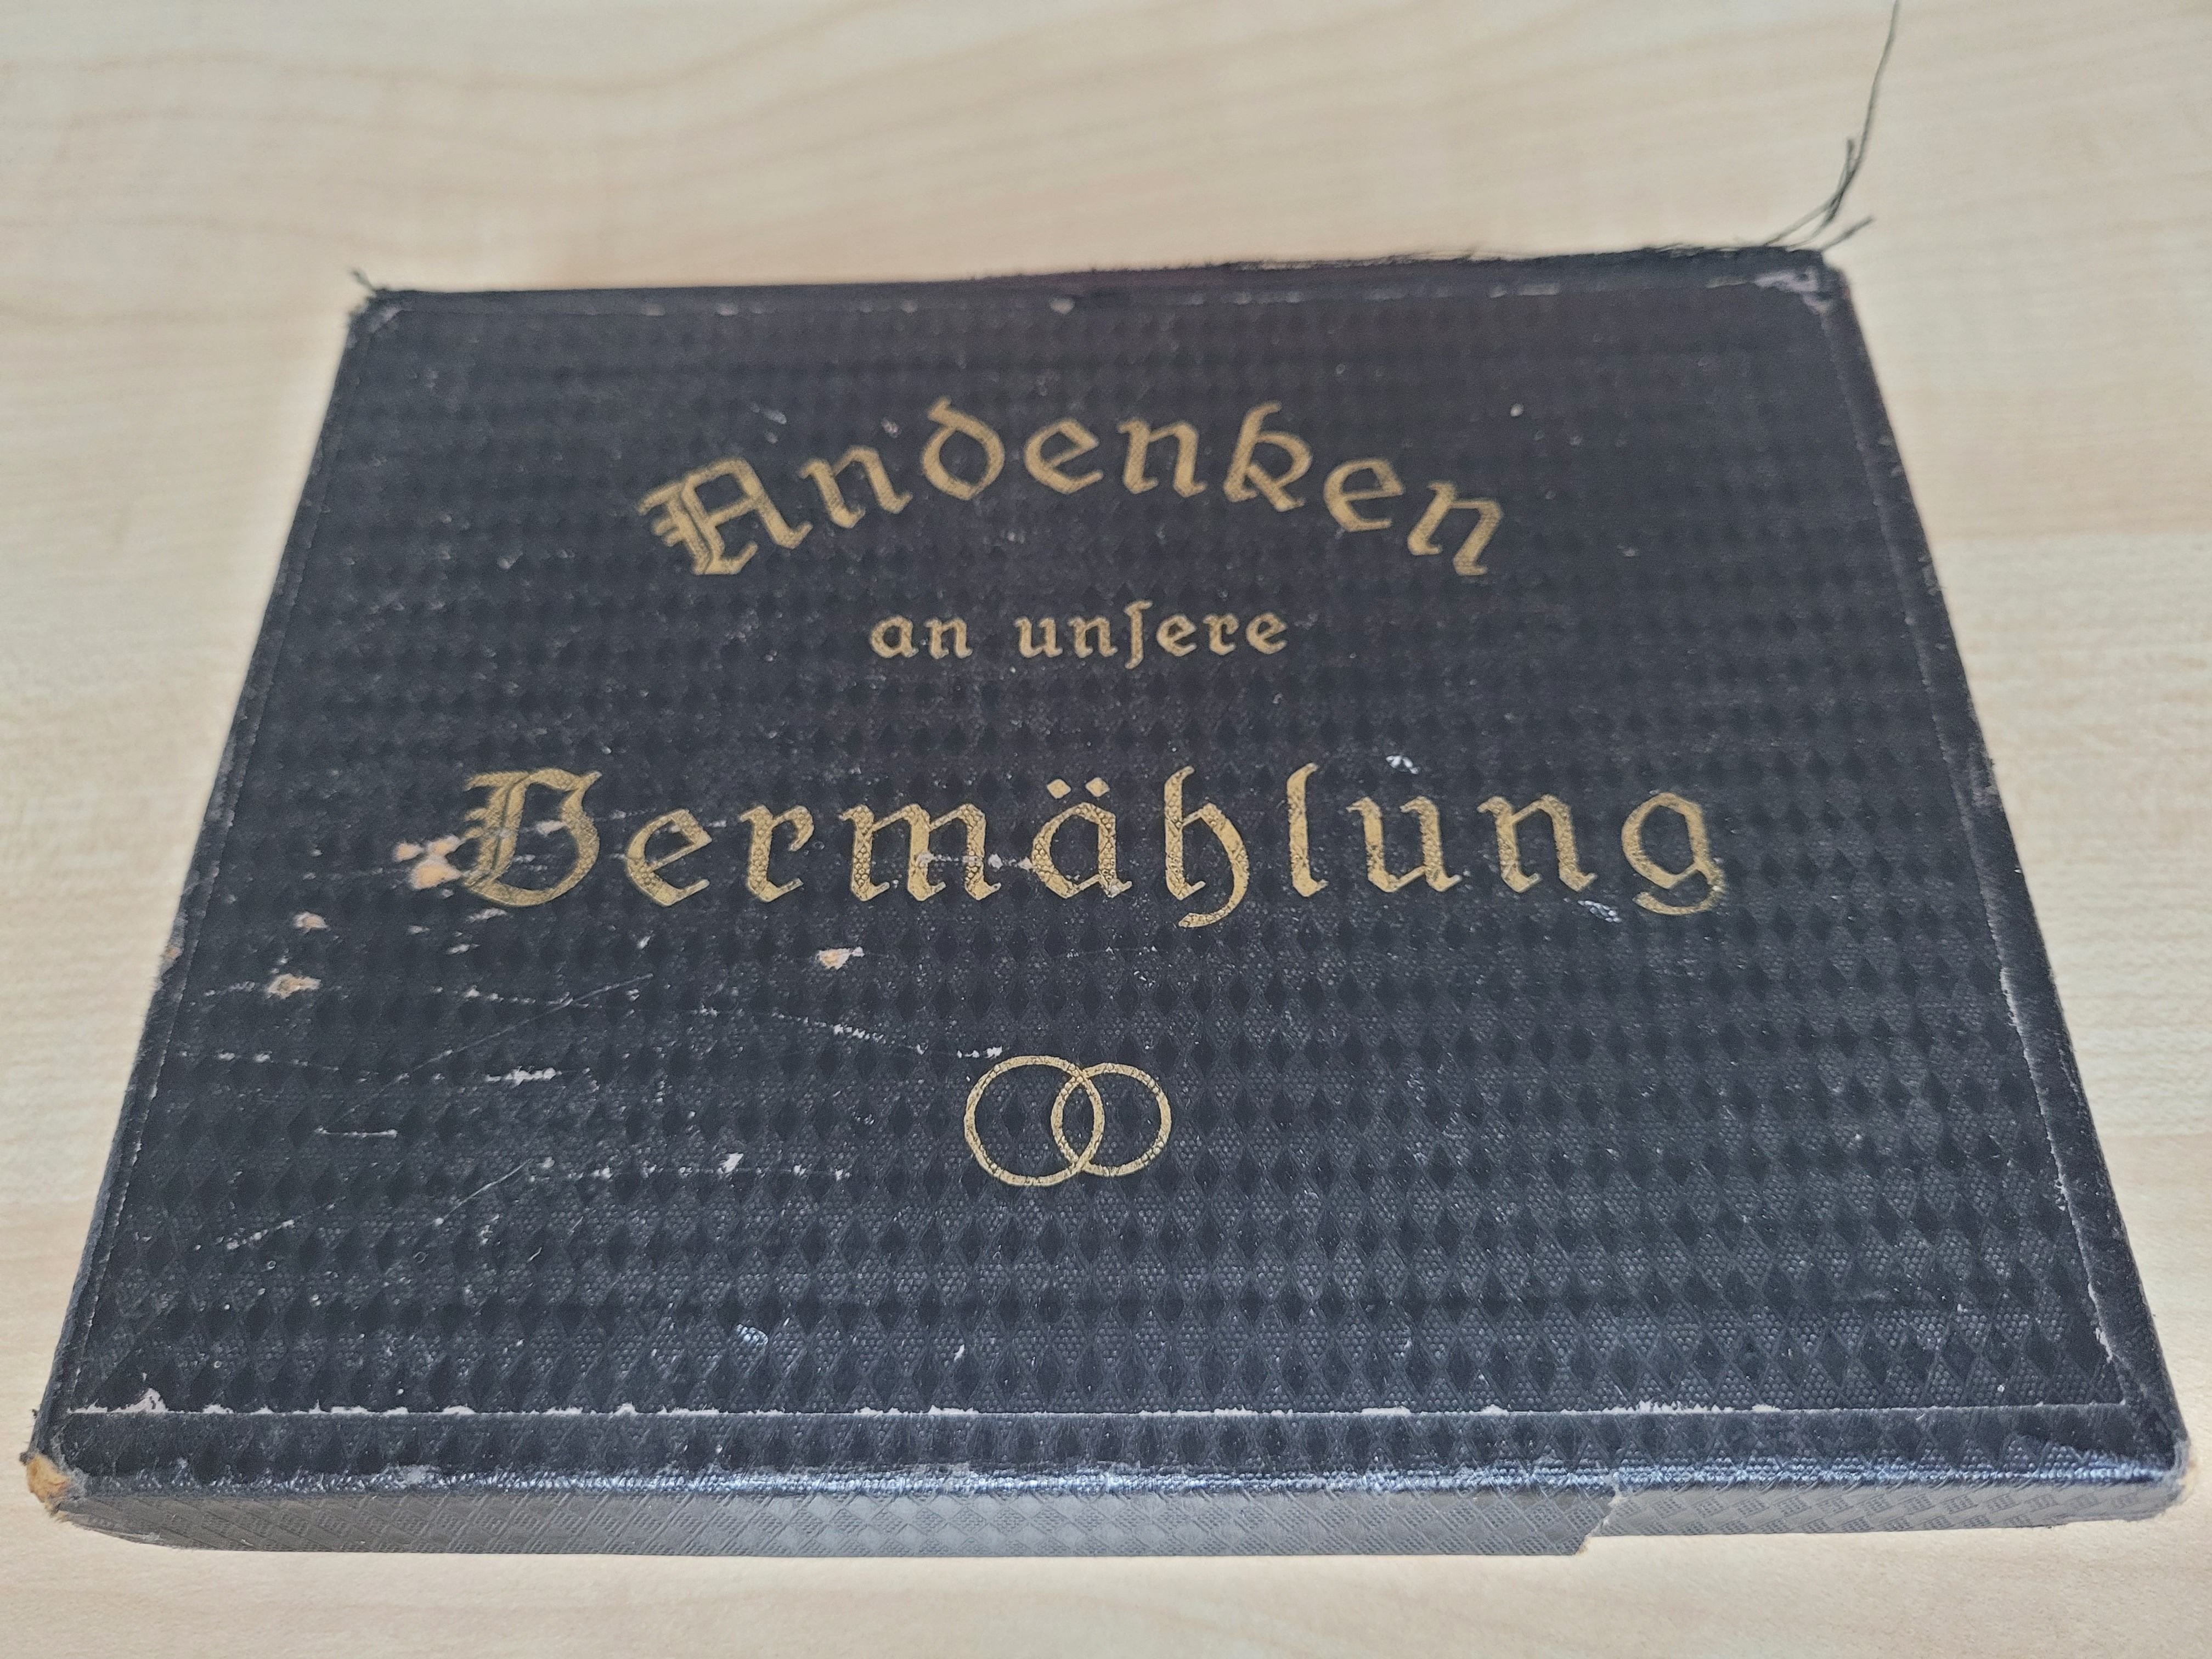 Andenken
an unſere
Vermählung